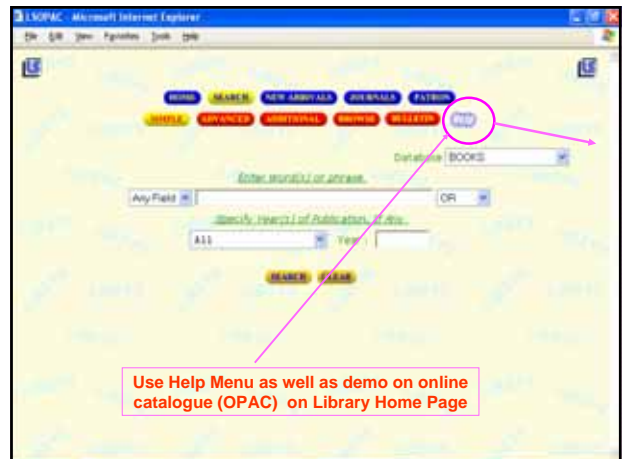 LSOPAC - Microsoft Internet Explorer
File Edit View Favorites Tools Help
LS LS
HOME SEARCH NEW ARRIVALS JOURNALS PATRON
SIMPLE ADVANCED ADDITIONAL BROWSE BULLETIN
Database BOOKS
Enter word(s) or phrase.
Any Field OR
Specify Year(s) of Publication, If Any.
All Year
SEARCH CLEAR
Use Help Menu as well as demo on online
catalogue (OPAC) on Library Home Page